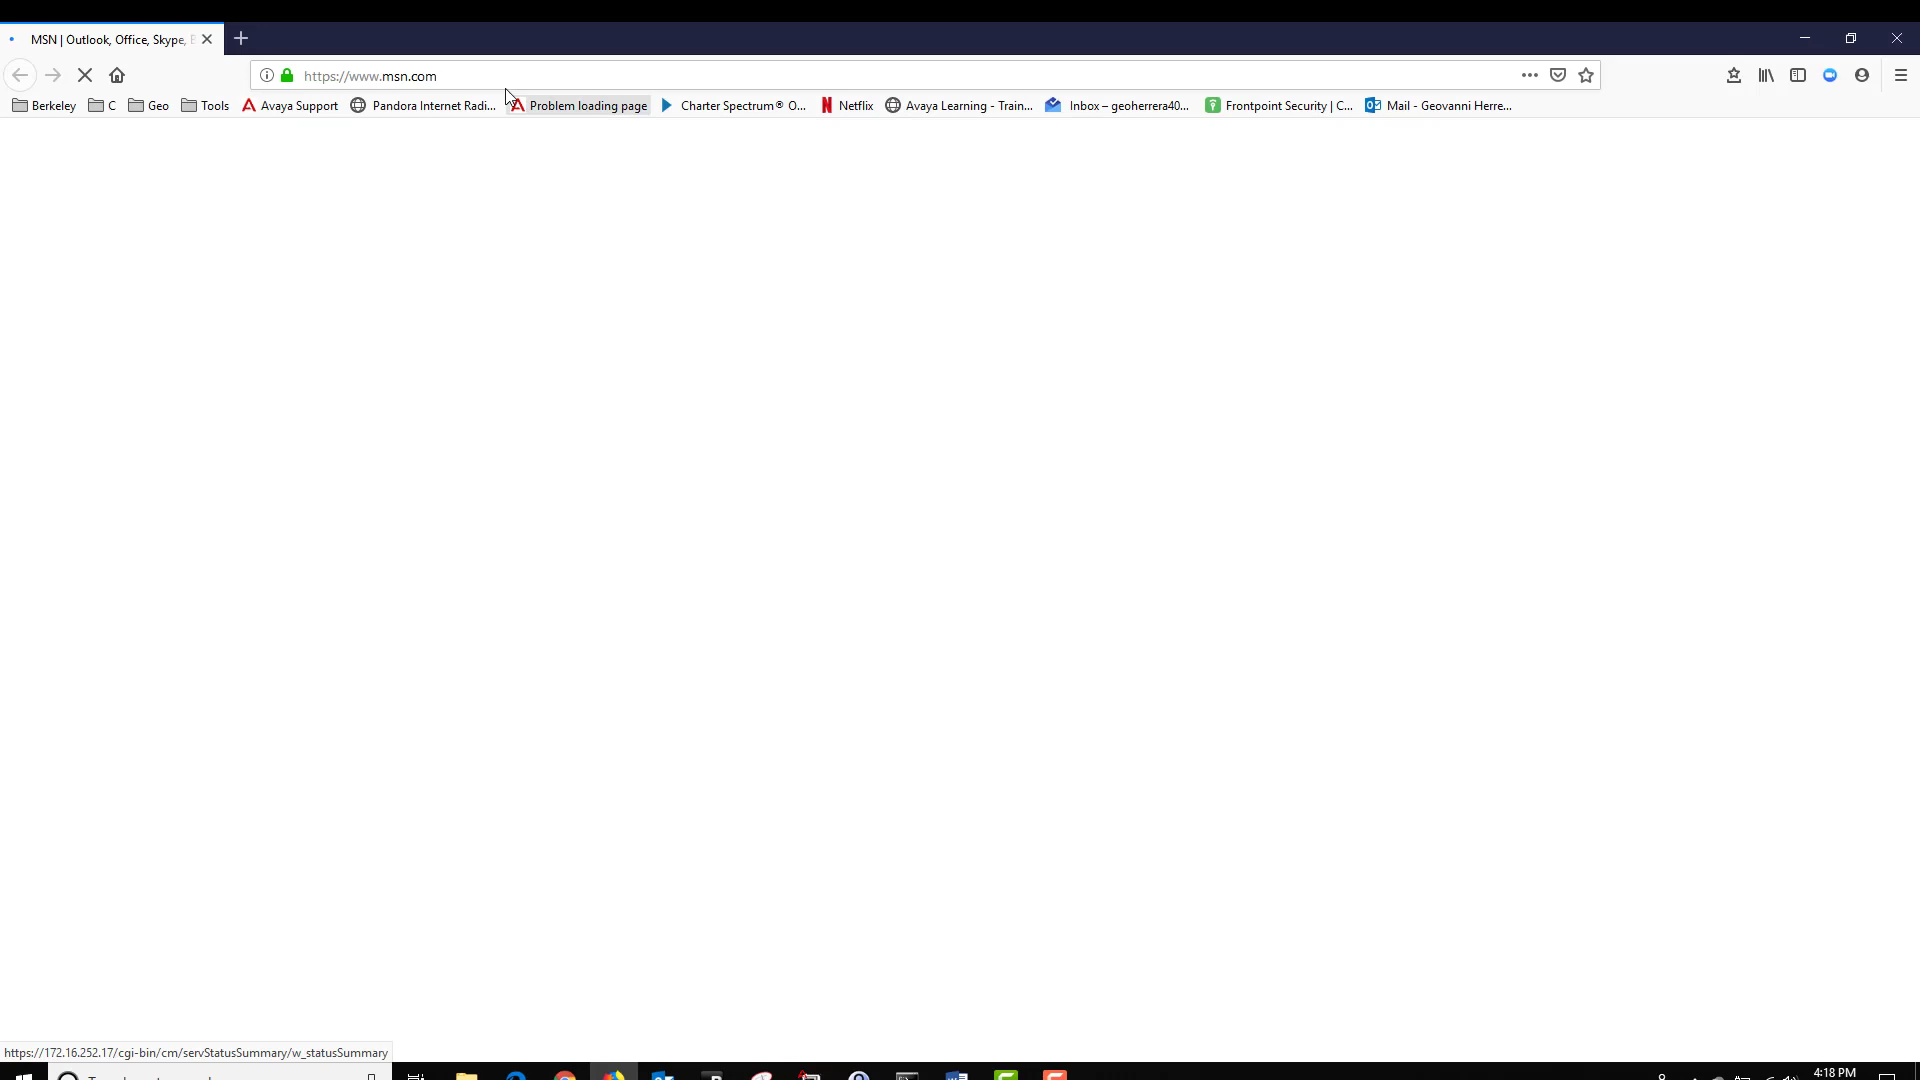 MSN | Outlook, Office, Skype,
https://www.msn.com
Berkeley C Geo Tools Avaya Support Pandora Internet Radi... Problem loading page Charter Spectrum® O... Netflix Avaya Learning - Train... Inbox – geoherrera40... Frontpoint Security | C... Mail - Geovanni Herre...
https://172.16.252.17/cgi-bin/cm/servStatusSummary/w_statusSummary
4:18 PM